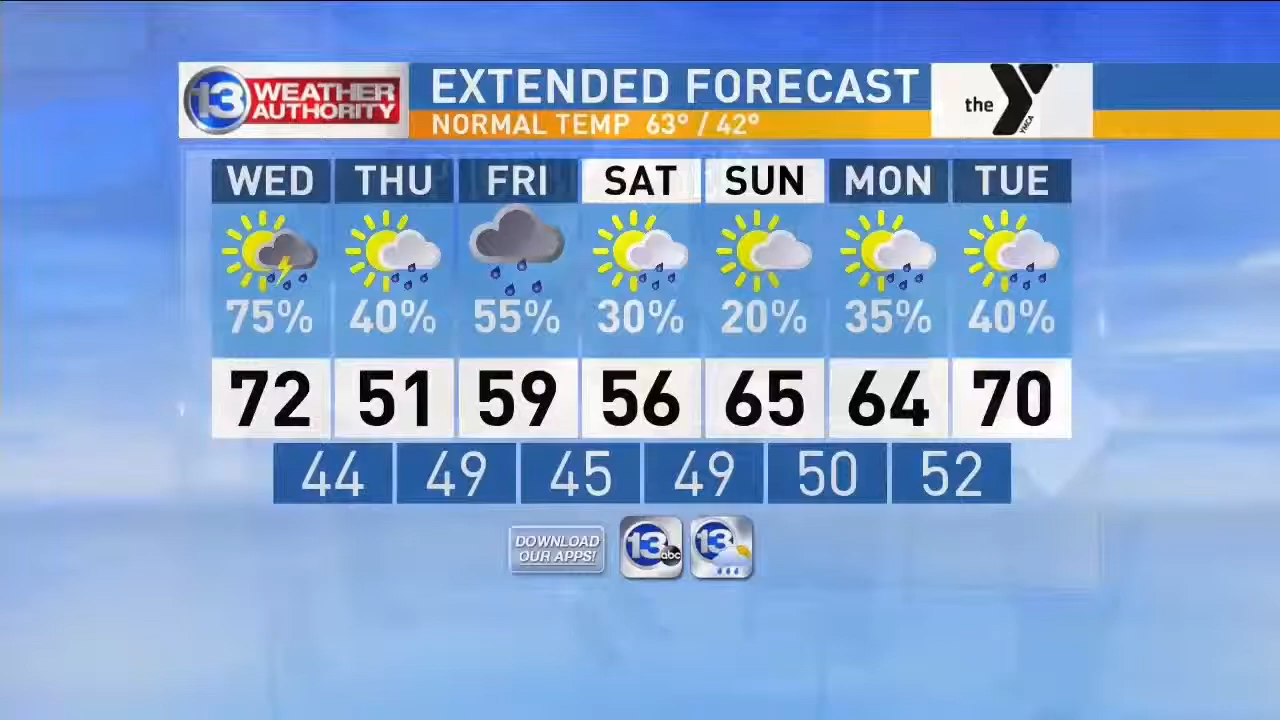 13 WEATHER AUTHORITY
EXTENDED FORECAST
NORMAL TEMP 63° / 42°
the Y
YMCA
WED THU FRI SAT SUN MON TUE
75% 40% 55% 30% 20% 35% 40%
72 51 59 56 65 64 70
44 49 45 49 50 52
DOWNLOAD
OUR APPS!
13 abc
13